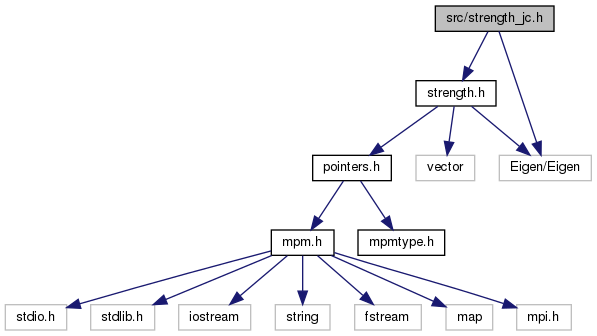 src/strength_jc.h
strength.h
pointers.h
vector
Eigen/Eigen
mpm.h
mpmtype.h
stdio.h
stdlib.h
iostream
string
fstream
map
mpi.h